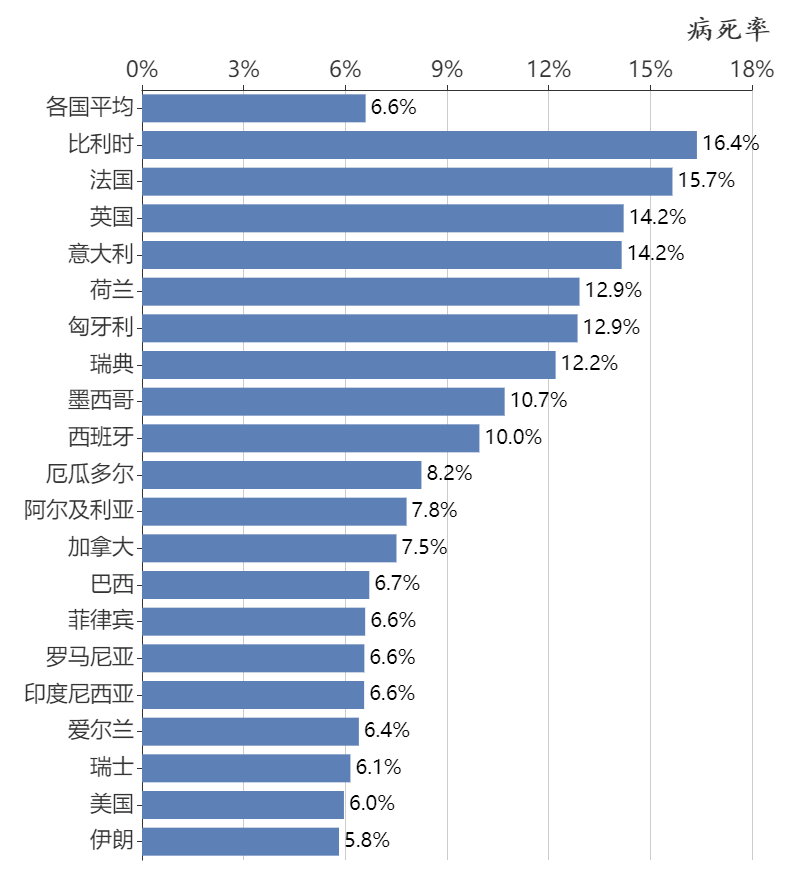 病死率
0% 3% 6% 9% 12% 15% 18%
各国平均 6.6%
比利时 16.4%
法国 15.7%
英国 14.2%
意大利 14.2%
荷兰 12.9%
匈牙利 12.9%
瑞典 12.2%
墨西哥 10.7%
西班牙 10.0%
厄瓜多尔 8.2%
阿尔及利亚 7.8%
加拿大 7.5%
巴西 6.7%
菲律宾 6.6%
罗马尼亚 6.6%
印度尼西亚 6.6%
爱尔兰 6.4%
瑞士 6.1%
美国 6.0%
伊朗 5.8%